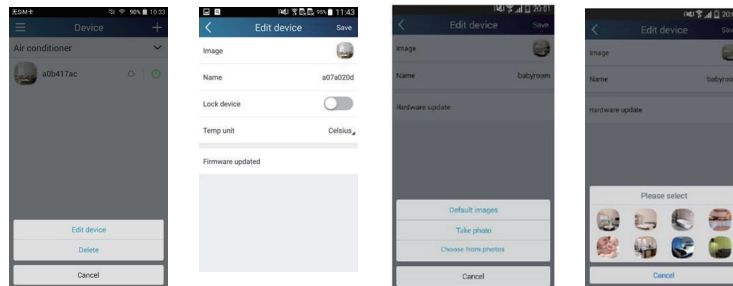 无SIM卡 90% 10:33
Device
Air conditioner
a0b417ac
Edit device
Delete
Cancel
98% 11:43
Edit device Save
Image
Name a07a020d
Lock device
Temp unit Celsius
Firmware updated
20:01
Edit device Save
Image
Name babyroom
Hardware update
Default images
Take photo
Choose from photos
Cancel
Edit device
Image
Name
Hardware update
Please select
Cancel